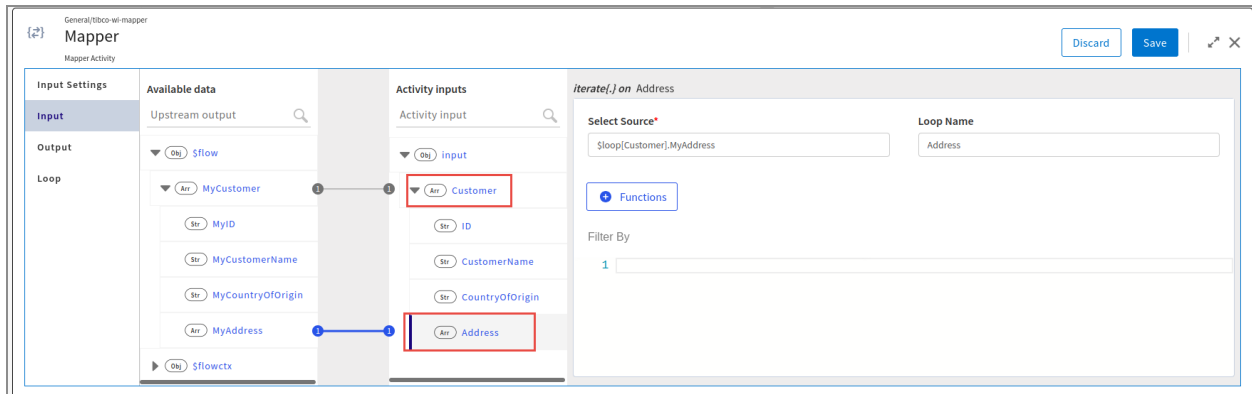 General/tibco-wi-mapper
Mapper
Mapper Activity
Discard
Save
Input Settings
Input
Output
Loop
Available data
Upstream output
Obj $flow
Arr MyCustomer
1
1
Str MyID
Str MyCustomerName
Str MyCountryOfOrigin
Arr MyAddress
1
1
Obj $flowctx
Activity inputs
Activity input
Obj input
Arr Customer
Str ID
Str CustomerName
Str CountryOfOrigin
Arr Address
iterate{.} on Address
Select Source*
$loop[Customer].MyAddress
Loop Name
Address
Functions
Filter By
1